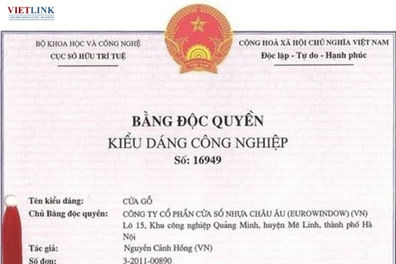 VIETLINK
BỘ KHOA HỌC VÀ CÔNG NGHỆ
CỤC SỞ HỮU TRÍ TUỆ
CỘNG HOÀ XÃ HỘI CHỦ NGHĨA VIỆT NAM
Độc lập - Tự do - Hạnh phúc
BẰNG ĐỘC QUYỀN
KIỂU DÁNG CÔNG NGHIỆP
Số: 16949
Tên kiểu dáng: CỬA GỖ
Chủ Bằng độc quyền: CÔNG TY CỔ PHẦN CỬA SỔ NHỰA CHÂU ÂU (EUROWINDOW) (VN)
Lô 15, Khu công nghiệp Quang Minh, huyện Mê Linh, thành phố Hà
Nội
Tác giả: Nguyễn Cảnh Hồng (VN)
Số đơn: 3-2011-00890